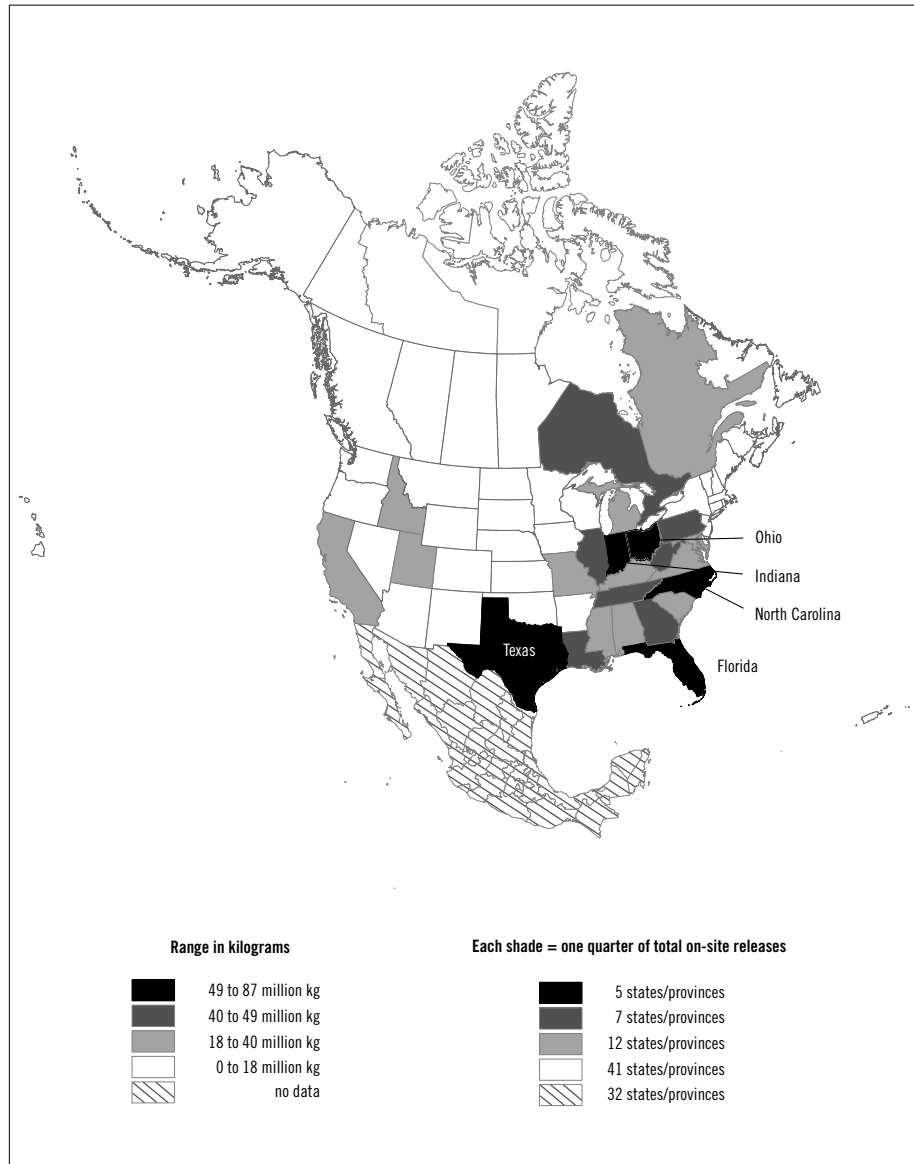 Ohio
Indiana
North Carolina
Texas
Florida
Range in kilograms
49 to 87 million kg
40 to 49 million kg
18 to 40 million kg
0 to 18 million kg
no data
Each shade = one quarter of total on-site releases
5 states/provinces
7 states/provinces
12 states/provinces
41 states/provinces
32 states/provinces